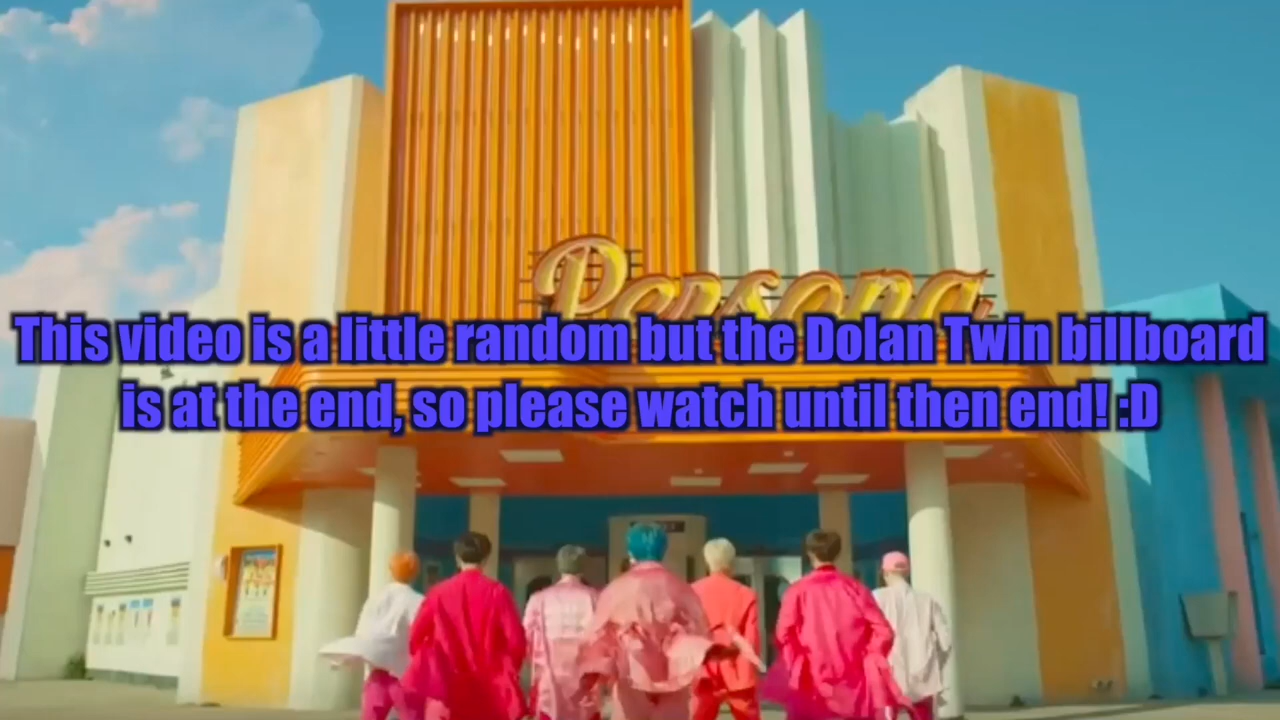 Persona
This video is a little random but the Dolan Twin billboard
is at the end, so please watch until then end! :D